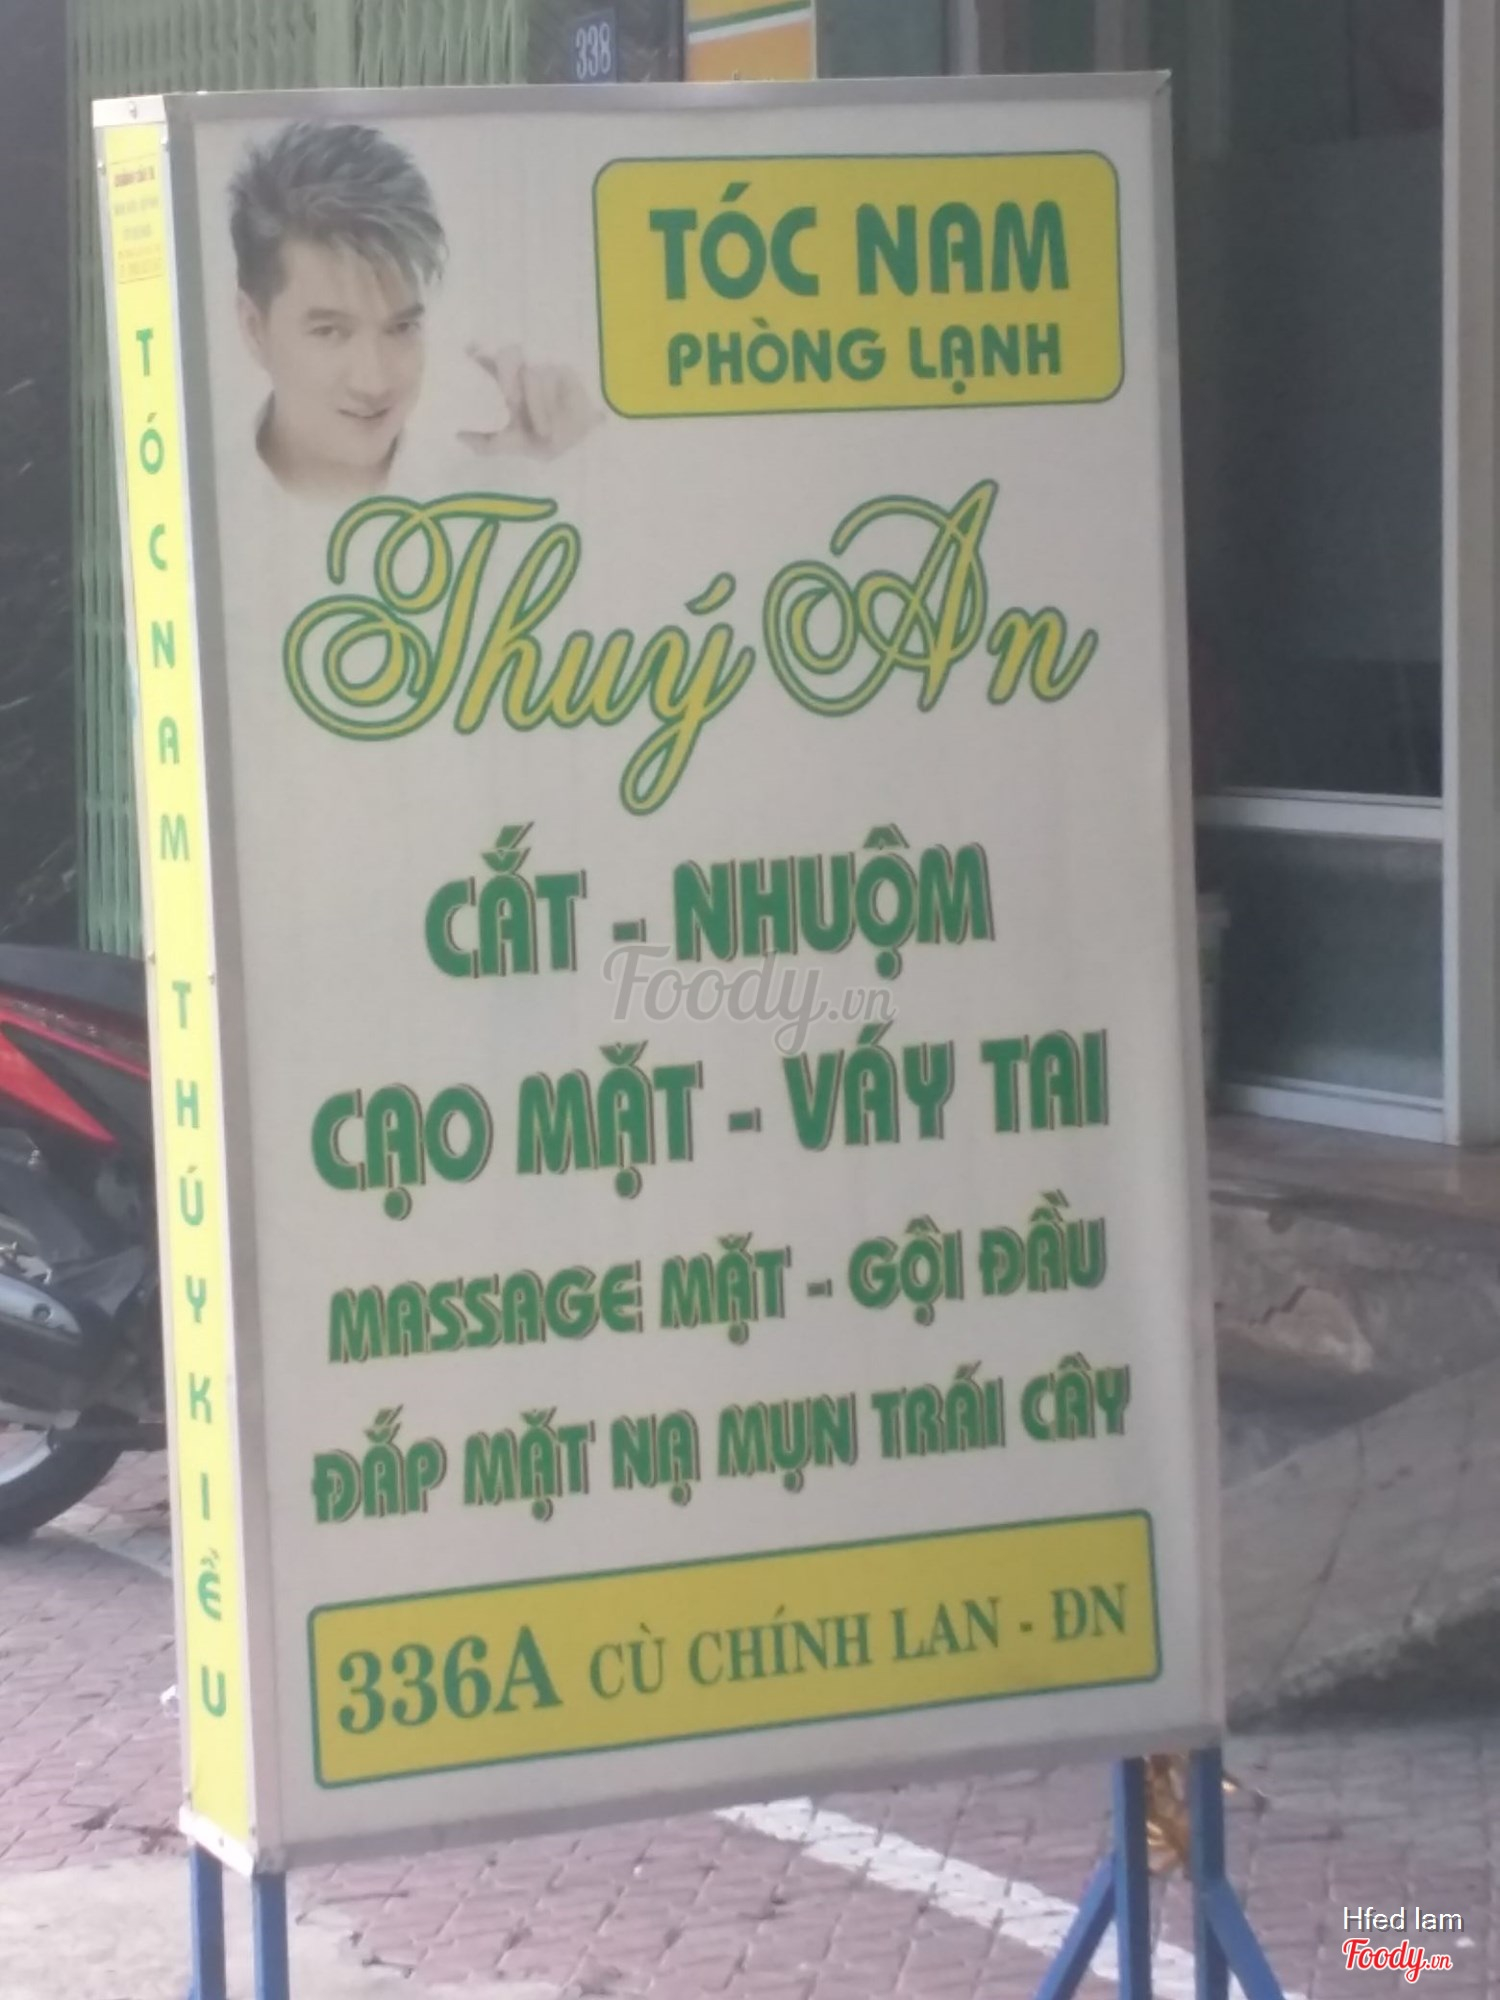 338
TÓC NAM
PHÒNG LẠNH
Thuý An
CẮT - NHUỘM
Foody.vn
CẠO MẶT - VÁY TAI
MASSAGE MẶT - GỘI ĐẦU
ĐẮP MẶT NẠ MỤN TRÁI CÂY
336A CÙ CHÍNH LAN - ĐN
TÓC NAM THÚY KIỀU
Hfed lam
Foody.vn